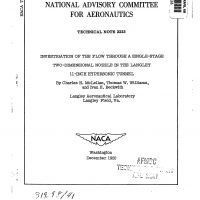 NACA T
NATIONAL ADVISORY COMMITTEE
FOR AERONAUTICS
TECHNICAL NOTE 2223
INVESTIGATION OF THE FLOW THROUGH A SINGLE-STAGE
TWO-DIMENSIONAL NOZZLE IN THE LANGLEY
11-INCH HYPERSONIC TUNNEL
By Charles H. McLellan, Thomas W. Williams,
and Ivan E. Beckwith
Langley Aeronautical Laboratory
Langley Field, Va.
NACA
Washington
December 1950
AFMDC